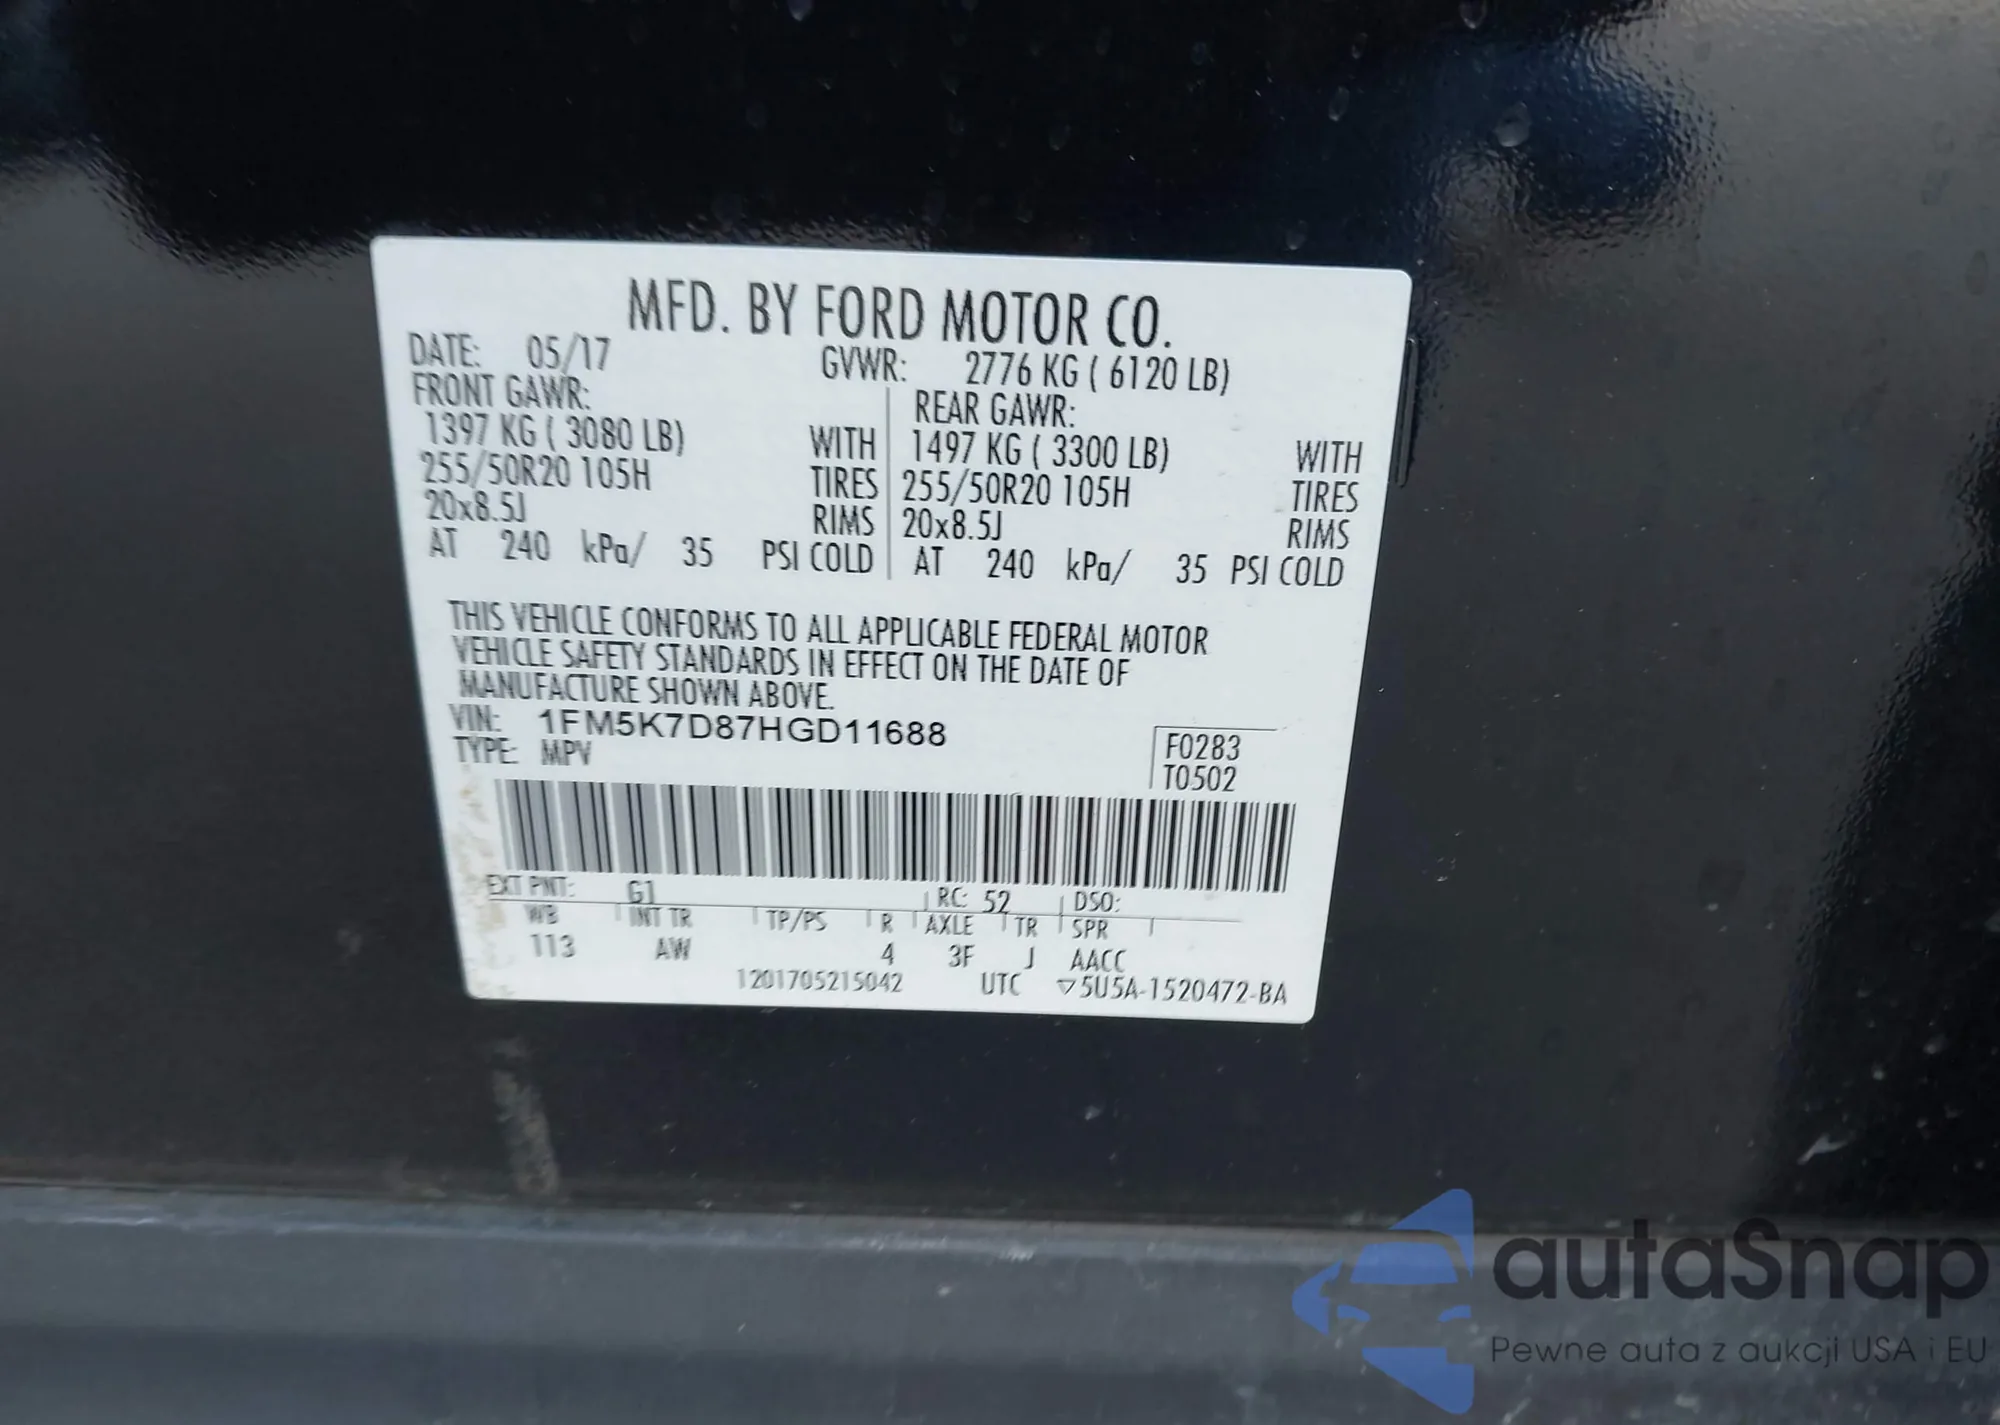 MFD. BY FORD MOTOR CO.
DATE: 05/17 GVWR: 2776 KG ( 6120 LB)
FRONT GAWR: REAR GAWR:
1397 KG ( 3080 LB) WITH 1497 KG ( 3300 LB) WITH
255/50R20 105H TIRES 255/50R20 105H TIRES
20x8.5J RIMS 20x8.5J RIMS
AT 240 kPa/ 35 PSI COLD AT 240 kPa/ 35 PSI COLD
THIS VEHICLE CONFORMS TO ALL APPLICABLE FEDERAL MOTOR
VEHICLE SAFETY STANDARDS IN EFFECT ON THE DATE OF
MANUFACTURE SHOWN ABOVE.
VIN: 1FM5K7D87HGD11688
TYPE: MPV
F0283
T0502
EXT PNT: G1 RC: 52 DSO:
WB INT TR TP/PS R AXLE TR SPR
113 AW 4 3F J AACC
1201705215042 UTC ▽5U5A-1520472-BA
autaSnap
Pewne auta z aukcji USA i EU